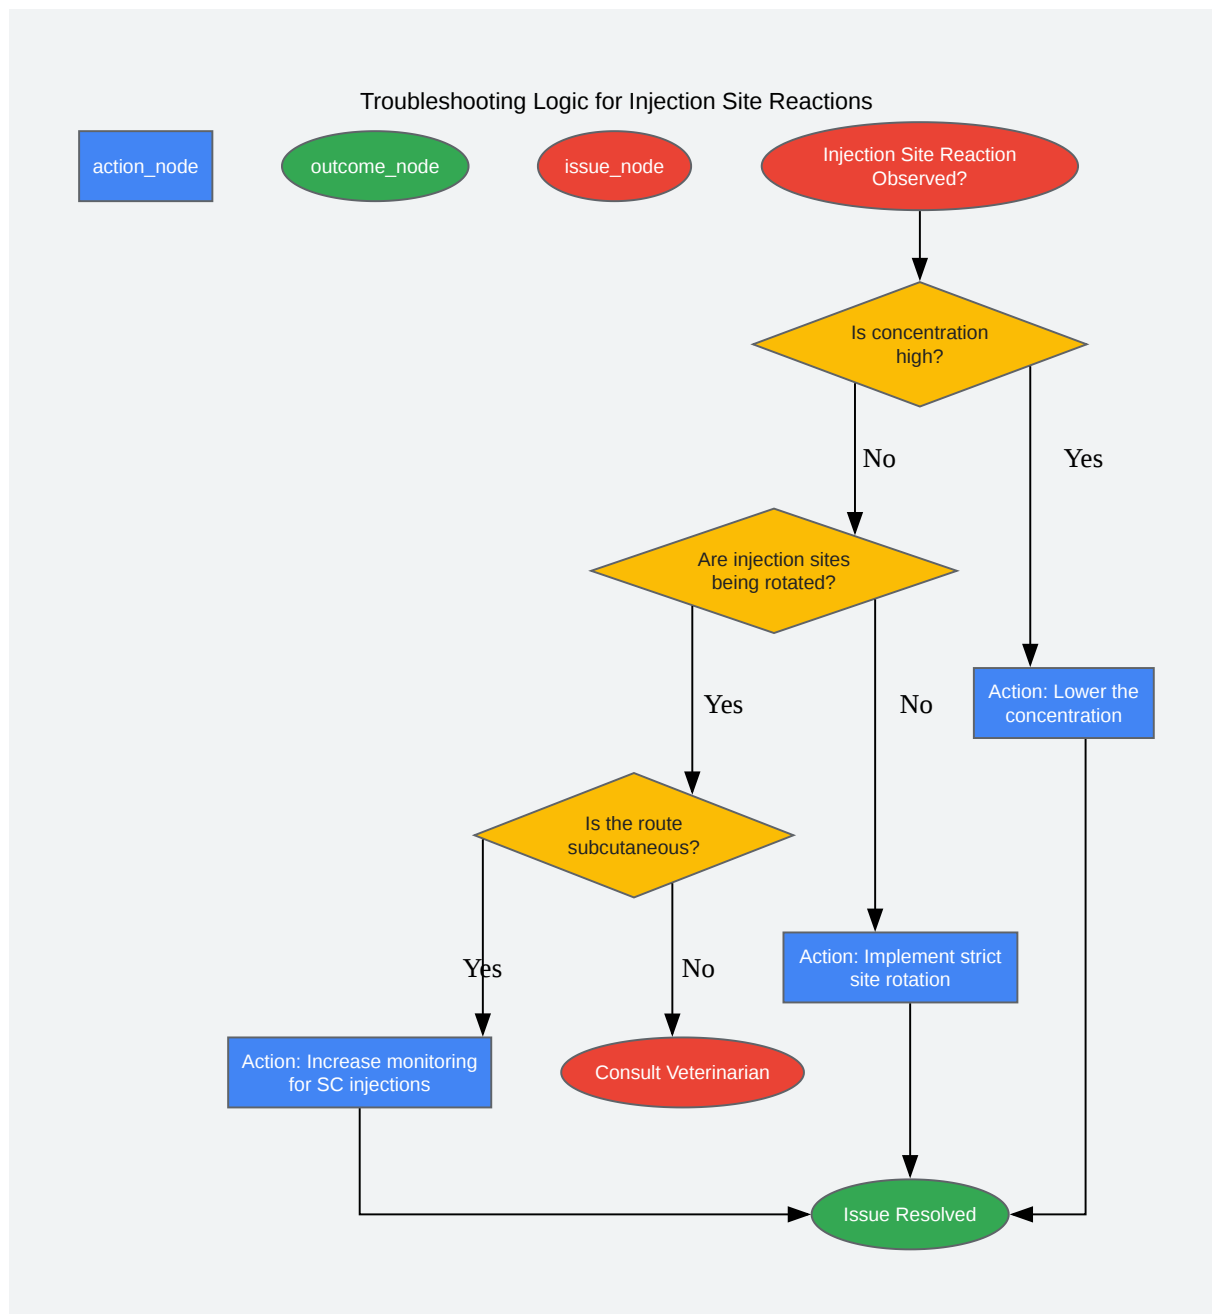 Troubleshooting Logic for Injection Site Reactions
action_node
outcome_node
issue_node
Injection Site Reaction
Observed?
Is concentration
high?
No
Yes
Are injection sites
being rotated?
Yes
No
Action: Lower the
concentration
Is the route
subcutaneous?
Yes
No
Action: Implement strict
site rotation
Action: Increase monitoring
for SC injections
Consult Veterinarian
Issue Resolved